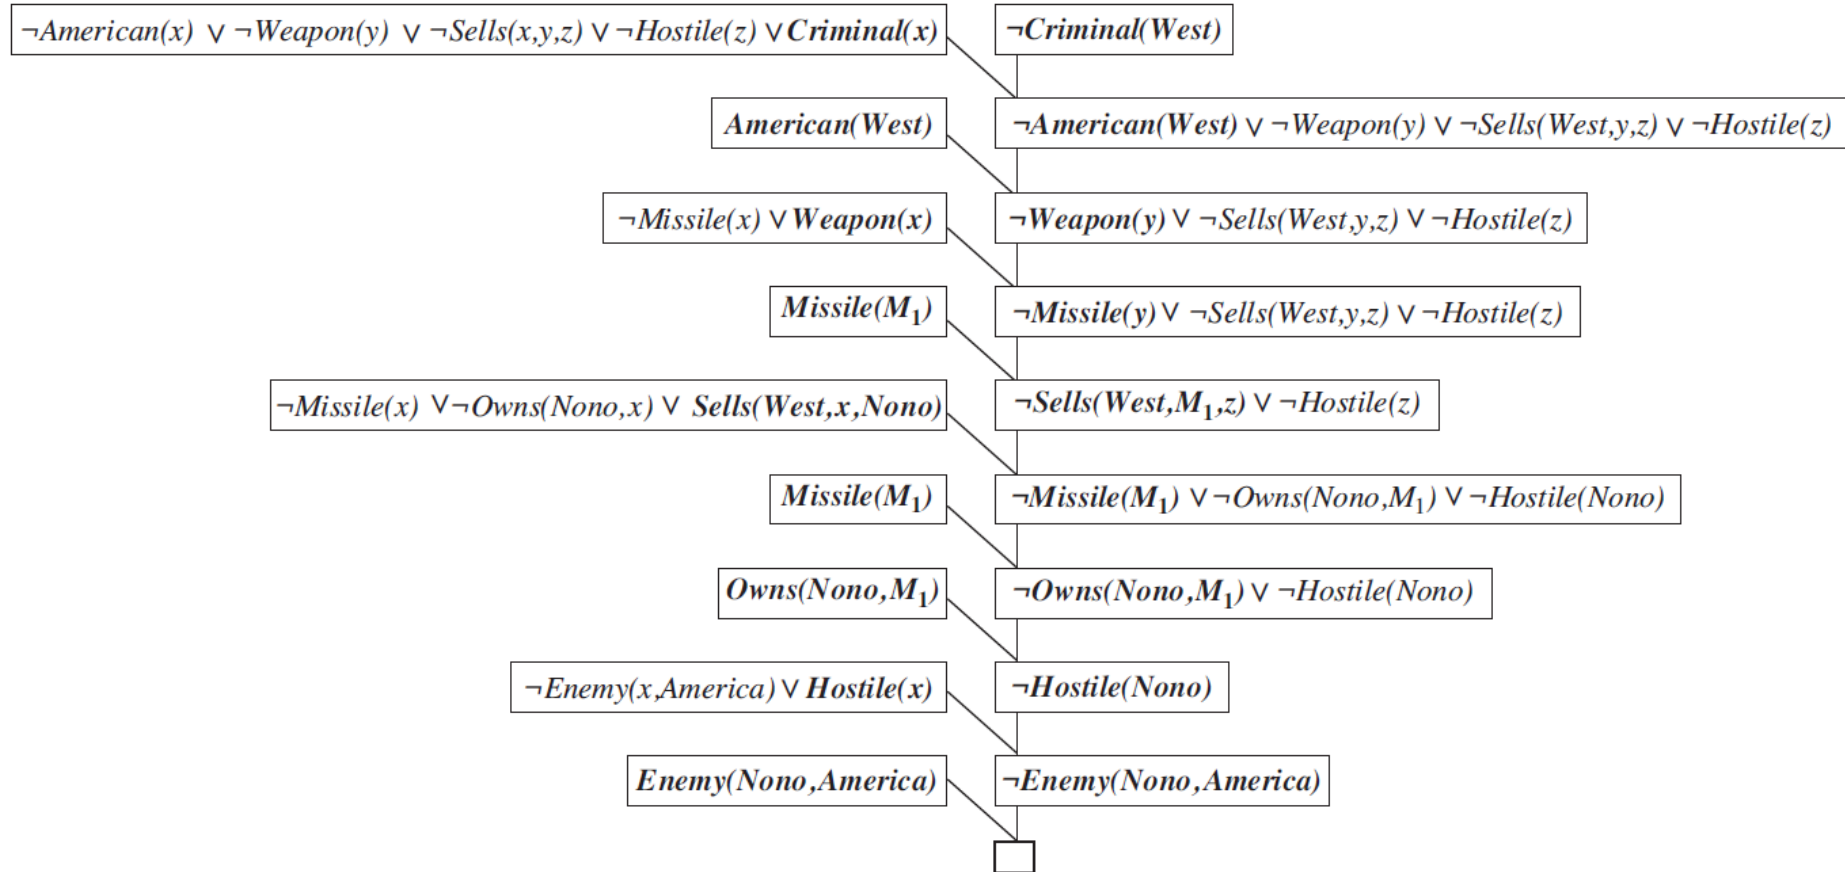 ¬American(x) ∨ ¬Weapon(y) ∨ ¬Sells(x,y,z) ∨ ¬Hostile(z) ∨ Criminal(x)
¬Criminal(West)
American(West)
¬American(West) ∨ ¬Weapon(y) ∨ ¬Sells(West,y,z) ∨ ¬Hostile(z)
¬Missile(x) ∨ Weapon(x)
¬Weapon(y) ∨ ¬Sells(West,y,z) ∨ ¬Hostile(z)
Missile(M₁)
¬Missile(y) ∨ ¬Sells(West,y,z) ∨ ¬Hostile(z)
¬Missile(x) ∨ ¬Owns(Nono,x) ∨ Sells(West,x,Nono)
¬Sells(West,M₁,z) ∨ ¬Hostile(z)
Missile(M₁)
¬Missile(M₁) ∨ ¬Owns(Nono,M₁) ∨ ¬Hostile(Nono)
Owns(Nono,M₁)
¬Owns(Nono,M₁) ∨ ¬Hostile(Nono)
¬Enemy(x,America) ∨ Hostile(x)
¬Hostile(Nono)
Enemy(Nono,America)
¬Enemy(Nono,America)